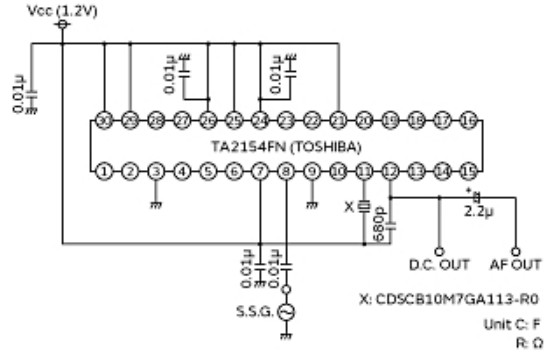 Vcc (1.2V)
0.01μ
0.01μ
0.01μ
30 29 28 27 26 25 24 23 22 21 20 19 18 17 16
TA2154FN (TOSHIBA)
1 2 3 4 5 6 7 8 9 10 11 12 13 14 15
X
680p
+
2.2μ
0.01μ
0.01μ
D.C. OUT
AF OUT
S.S.G.
X: CDSCB10M7GA113-R0
Unit C: F
R: Ω